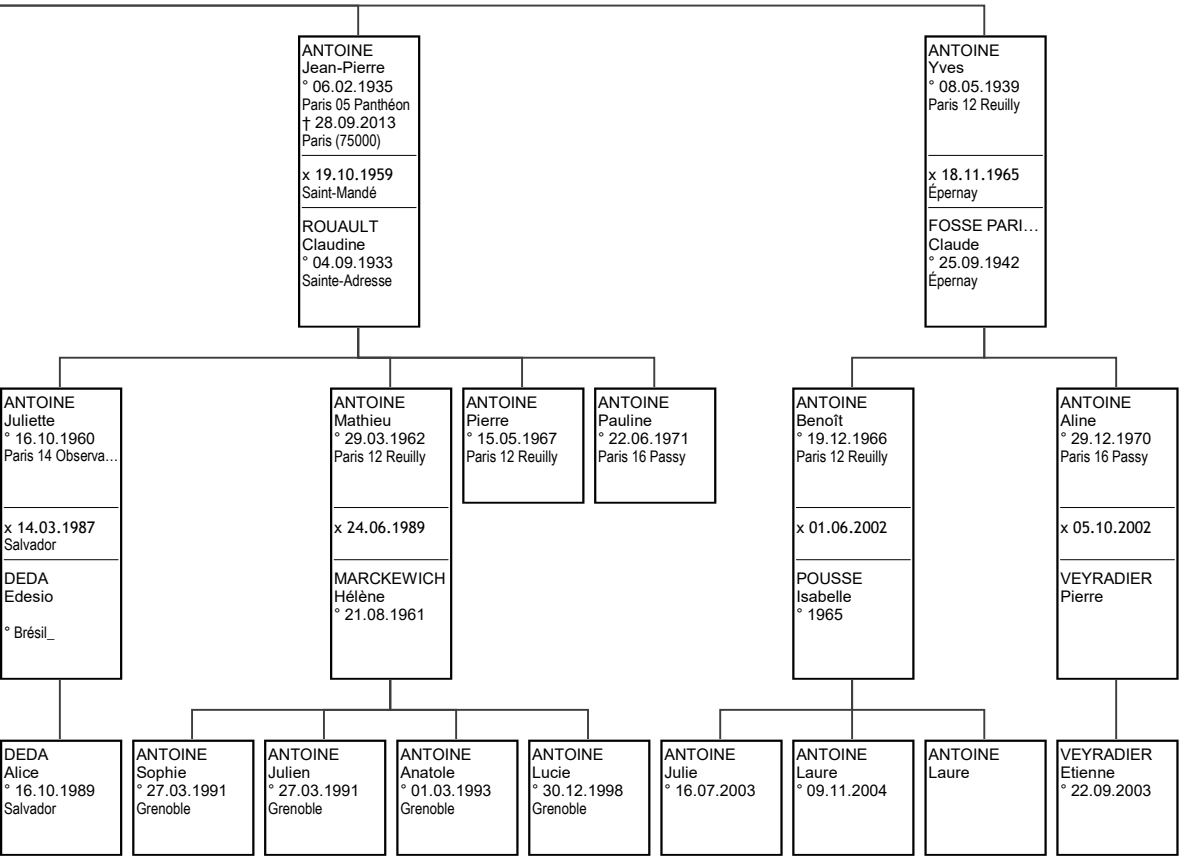 ANTOINE
Jean-Pierre
° 06.02.1935
Paris 05 Panthéon
† 28.09.2013
Paris (75000)
x 19.10.1959
Saint-Mandé
ROUAULT
Claudine
° 04.09.1933
Sainte-Adresse
ANTOINE
Yves
° 08.05.1939
Paris 12 Reuilly
x 18.11.1965
Épernay
FOSSE PARI...
Claude
° 25.09.1942
Épernay
ANTOINE
Juliette
° 16.10.1960
Paris 14 Observa...
x 14.03.1987
Salvador
DEDA
Edesio
° Brésil_
ANTOINE
Mathieu
° 29.03.1962
Paris 12 Reuilly
x 24.06.1989
MARCKEWICH
Hélène
° 21.08.1961
ANTOINE
Pierre
° 15.05.1967
Paris 12 Reuilly
ANTOINE
Pauline
° 22.06.1971
Paris 16 Passy
ANTOINE
Benoît
° 19.12.1966
Paris 12 Reuilly
x 01.06.2002
POUSSE
Isabelle
° 1965
ANTOINE
Aline
° 29.12.1970
Paris 16 Passy
x 05.10.2002
VEYRADIER
Pierre
DEDA
Alice
° 16.10.1989
Salvador
ANTOINE
Sophie
° 27.03.1991
Grenoble
ANTOINE
Julien
° 27.03.1991
Grenoble
ANTOINE
Anatole
° 01.03.1993
Grenoble
ANTOINE
Lucie
° 30.12.1998
Grenoble
ANTOINE
Julie
° 16.07.2003
ANTOINE
Laure
° 09.11.2004
ANTOINE
Laure
VEYRADIER
Etienne
° 22.09.2003